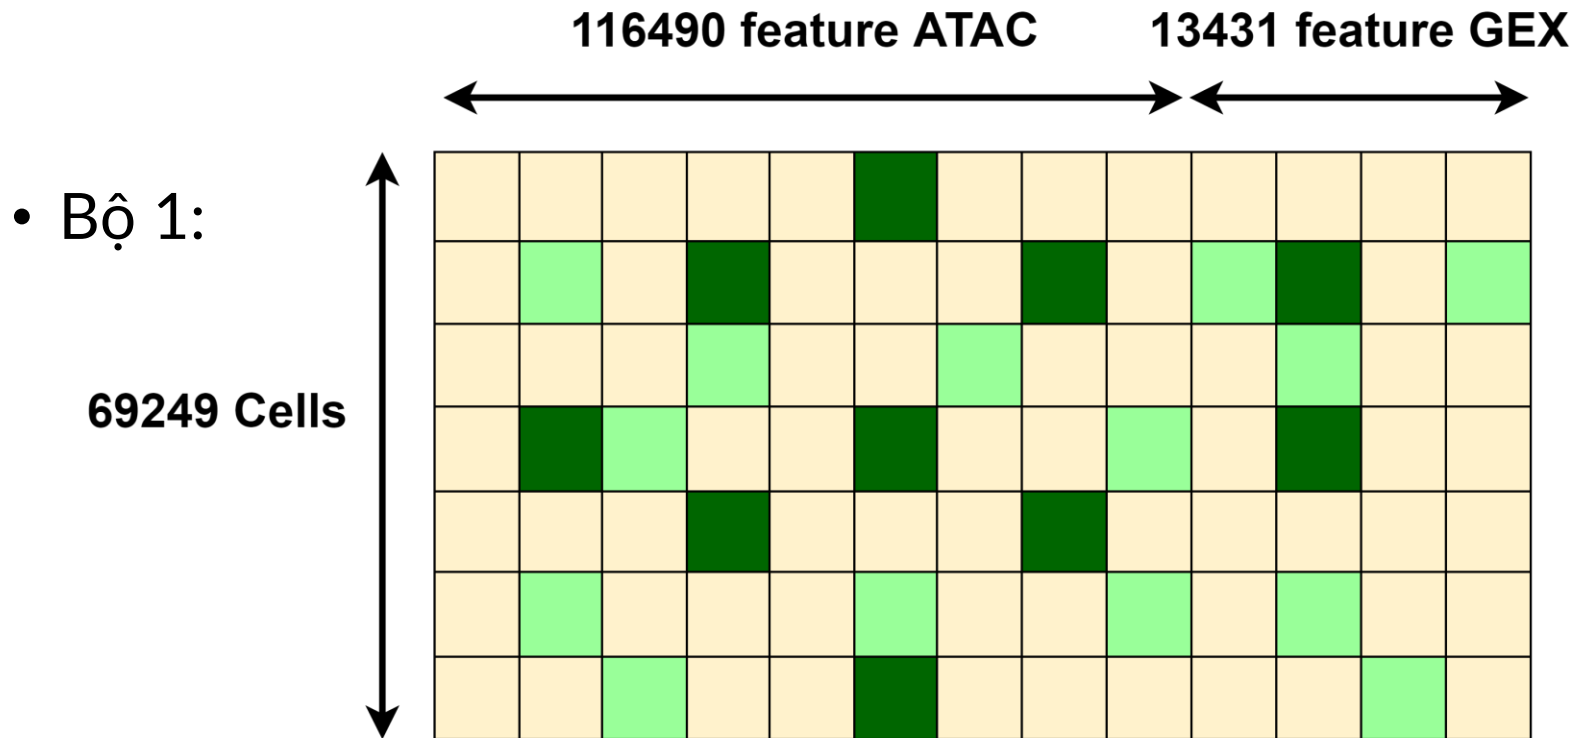 116490 feature ATAC
13431 feature GEX
• Bộ 1:
69249 Cells